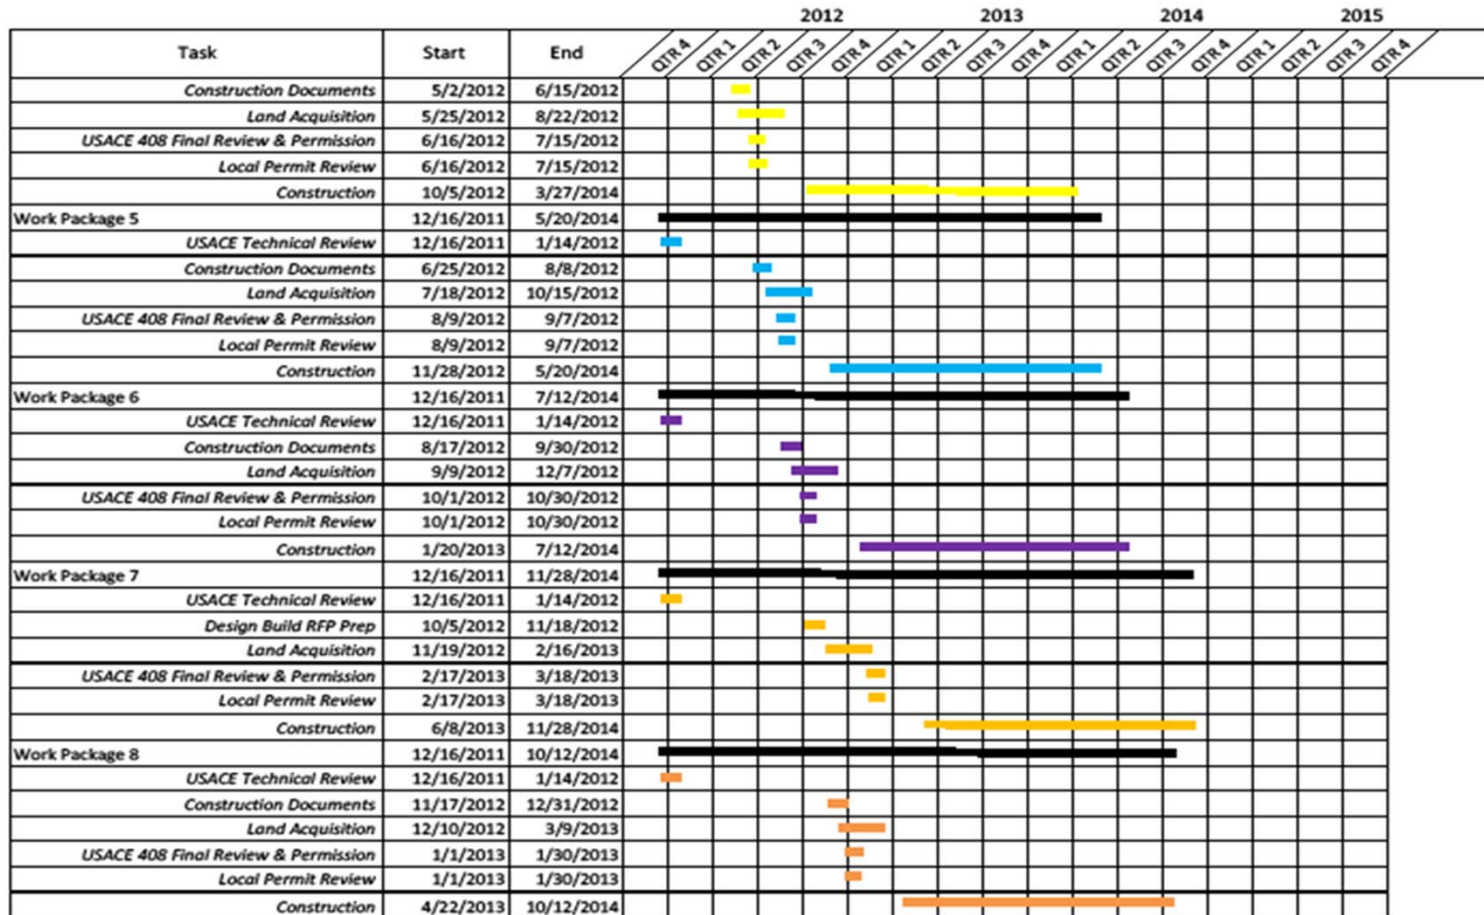 2012 2013 2014 2015
Task Start End QTR 4 QTR 1 QTR 2 QTR 3 QTR 4 QTR 1 QTR 2 QTR 3 QTR 4 QTR 1 QTR 2 QTR 3 QTR 4 QTR 1 QTR 2 QTR 3 QTR 4
Construction Documents 5/2/2012 6/15/2012
Land Acquisition 5/25/2012 8/22/2012
USACE 408 Final Review & Permission 6/16/2012 7/15/2012
Local Permit Review 6/16/2012 7/15/2012
Construction 10/5/2012 3/27/2014
Work Package 5 12/16/2011 5/20/2014
USACE Technical Review 12/16/2011 1/14/2012
Construction Documents 6/25/2012 8/8/2012
Land Acquisition 7/18/2012 10/15/2012
USACE 408 Final Review & Permission 8/9/2012 9/7/2012
Local Permit Review 8/9/2012 9/7/2012
Construction 11/28/2012 5/20/2014
Work Package 6 12/16/2011 7/12/2014
USACE Technical Review 12/16/2011 1/14/2012
Construction Documents 8/17/2012 9/30/2012
Land Acquisition 9/9/2012 12/7/2012
USACE 408 Final Review & Permission 10/1/2012 10/30/2012
Local Permit Review 10/1/2012 10/30/2012
Construction 1/20/2013 7/12/2014
Work Package 7 12/16/2011 11/28/2014
USACE Technical Review 12/16/2011 1/14/2012
Design Build RFP Prep 10/5/2012 11/18/2012
Land Acquisition 11/19/2012 2/16/2013
USACE 408 Final Review & Permission 2/17/2013 3/18/2013
Local Permit Review 2/17/2013 3/18/2013
Construction 6/8/2013 11/28/2014
Work Package 8 12/16/2011 10/12/2014
USACE Technical Review 12/16/2011 1/14/2012
Construction Documents 11/17/2012 12/31/2012
Land Acquisition 12/10/2012 3/9/2013
USACE 408 Final Review & Permission 1/1/2013 1/30/2013
Local Permit Review 1/1/2013 1/30/2013
Construction 4/22/2013 10/12/2014